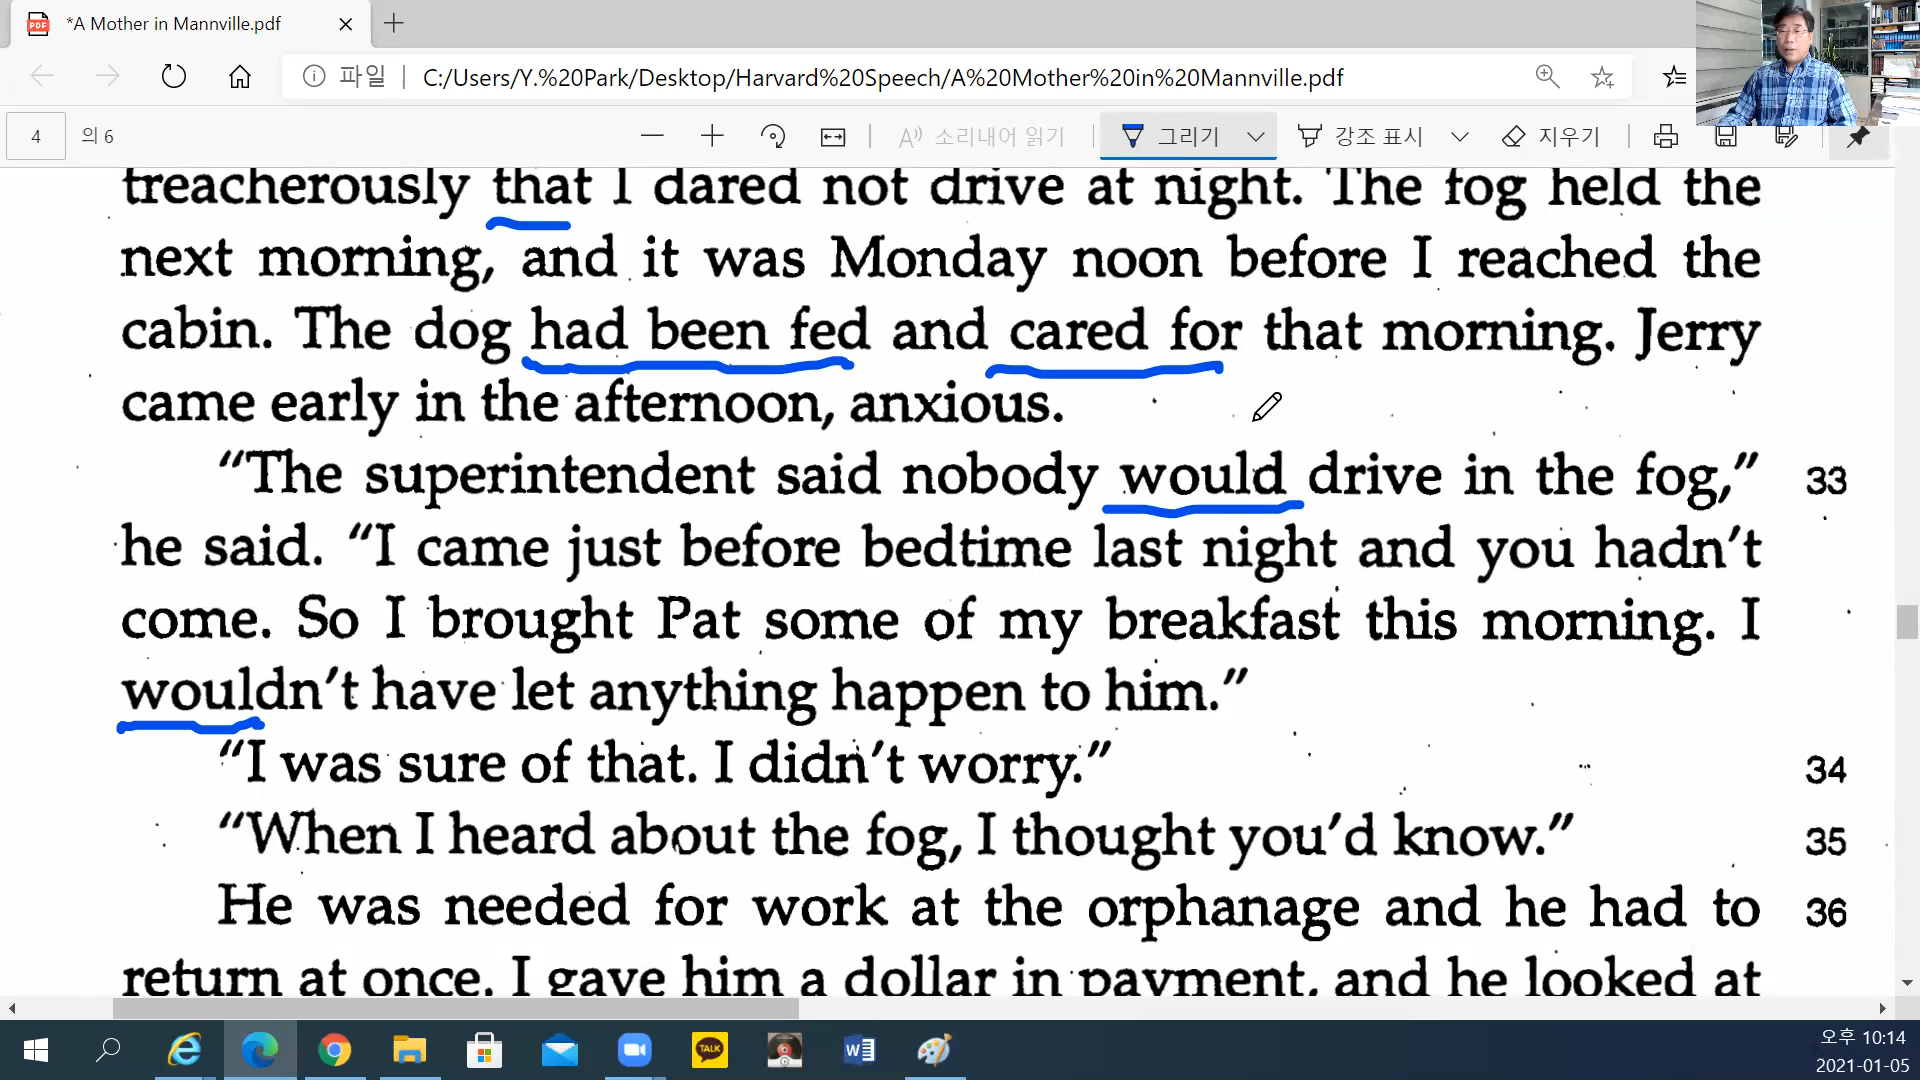 *A Mother in Mannville.pdf
파일 C:/Users/Y.%20Park/Desktop/Harvard%20Speech/A%20Mother%20in%20Mannville.pdf
4 의 6 소리내어 읽기 그리기 강조 표시 지우기
treacherously that I dared not drive at night. The fog held the
next morning, and it was Monday noon before I reached the
cabin. The dog had been fed and cared for that morning. Jerry
came early in the afternoon, anxious.
“The superintendent said nobody would drive in the fog,” 33
he said. “I came just before bedtime last night and you hadn’t
come. So I brought Pat some of my breakfast this morning. I
wouldn’t have let anything happen to him.”
“I was sure of that. I didn’t worry.” 34
“When I heard about the fog, I thought you’d know.” 35
He was needed for work at the orphanage and he had to 36
return at once. I gave him a dollar in payment, and he looked at
TALK
오후 10:14
2021-01-05